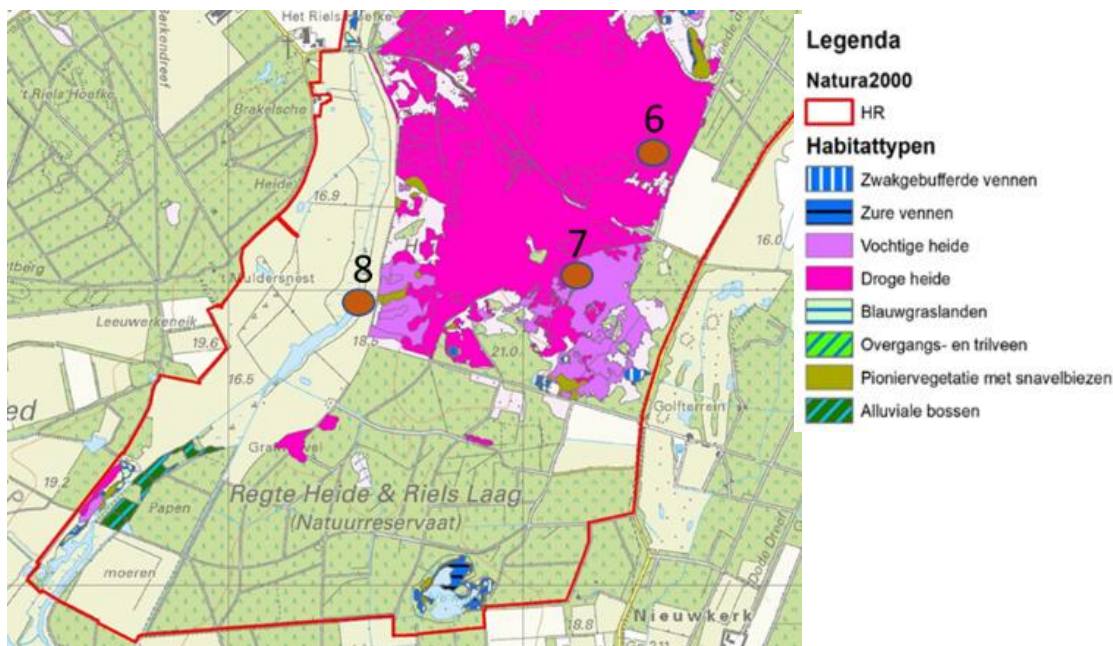 Het Riels Hoefke
't Riels Hoefke
Brakelsche
Heide
16.9
6
16.0
7
8
't Muldersnest
Leeuwerkeneik
19.6
18.5
21.0
16.5
Golfterrein
19.2
Papen
moeren
Regte Heide & Riels Laag
(Natuurreservaat)
Dode Dreef
Nieuwkerk
18.8
Legenda
Natura2000
HR
Habitattypen
Zwakgebufferde vennen
Zure vennen
Vochtige heide
Droge heide
Blauwgraslanden
Overgangs- en trilveen
Pioniervegetatie met snavelbiezen
Alluviale bossen